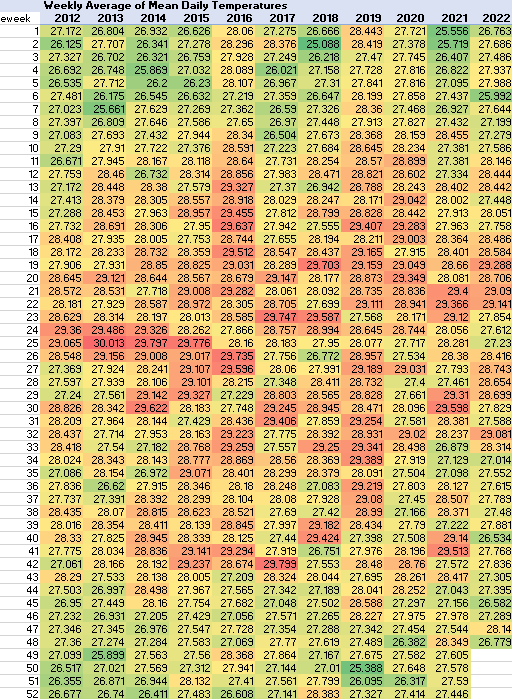 Weekly Average of Mean Daily Temperatures
eweek 2012 2013 2014 2015 2016 2017 2018 2019 2020 2021 2022
1 27.172 26.804 26.932 26.626 28.06 27.275 26.666 28.443 27.721 25.556 26.763
2 26.125 27.707 26.341 27.278 28.296 28.376 25.088 28.419 27.378 25.719 27.686
3 27.327 26.702 26.321 26.759 27.928 27.249 26.218 27.47 27.745 26.407 27.486
4 26.692 26.748 25.869 27.032 28.089 26.021 27.158 27.728 27.816 26.822 27.937
5 26.535 27.712 26.2 26.23 28.107 26.967 27.31 27.841 27.816 27.095 27.988
6 27.481 26.175 26.545 27.632 27.219 27.359 26.647 28.199 27.658 27.437 25.992
7 27.023 25.661 27.629 27.269 27.362 26.59 27.326 28.36 27.468 26.927 27.644
8 27.397 26.809 27.646 27.586 27.65 26.97 27.448 27.913 27.827 27.432 27.199
9 27.083 27.693 27.432 27.944 28.34 26.504 27.673 28.368 28.159 28.455 27.279
10 27.29 27.91 27.722 27.376 28.591 27.223 27.684 28.645 28.234 27.381 27.586
11 26.671 27.945 28.167 28.118 28.64 27.731 28.254 28.57 28.899 27.381 28.146
12 27.759 28.46 26.732 28.314 28.856 27.983 28.471 28.821 28.602 27.334 28.444
13 27.172 28.448 28.38 27.579 29.327 27.37 26.942 28.788 28.243 28.402 28.442
14 27.413 28.379 28.305 28.557 28.918 28.029 28.247 28.171 29.042 28.002 27.448
15 27.288 28.453 27.963 28.957 29.455 27.812 28.799 28.828 28.442 27.913 28.051
16 27.732 28.691 28.306 27.95 29.637 27.942 27.555 29.407 29.283 27.963 27.758
17 28.408 27.935 28.005 27.753 28.744 27.655 28.194 28.211 29.003 28.364 28.486
18 28.172 28.233 28.732 28.359 29.512 28.547 28.437 29.165 27.915 28.401 28.584
19 27.906 27.931 28.85 28.825 29.031 28.289 29.703 29.159 29.049 28.66 29.288
20 28.645 29.121 28.644 28.567 28.679 29.147 28.177 28.873 29.349 28.081 28.706
21 28.572 28.531 27.718 29.008 29.282 28.061 28.092 28.735 28.836 29.4 29.09
22 28.181 27.929 28.587 28.972 28.305 28.705 27.699 29.111 28.941 29.366 29.141
23 28.629 28.314 28.197 28.013 28.585 29.747 29.587 27.568 28.171 29.12 27.854
24 29.36 29.486 29.326 28.262 27.866 28.757 28.994 28.645 28.744 28.056 27.612
25 29.065 30.013 29.797 29.776 28.16 28.183 27.95 28.077 27.717 28.281 27.23
26 28.548 29.156 29.008 29.017 29.735 27.756 26.772 28.957 27.534 28.38 28.416
27 27.369 27.924 28.241 29.107 29.596 28.06 27.991 29.189 29.031 27.793 28.743
28 27.597 27.939 28.106 29.101 28.215 27.348 28.411 28.732 27.4 27.461 28.654
29 27.24 27.561 29.142 29.327 27.229 28.803 28.565 28.828 27.661 29.31 28.699
30 28.826 28.342 29.622 28.183 27.748 29.245 28.945 28.471 28.096 29.598 27.829
31 28.209 27.964 28.144 27.429 28.436 29.406 27.859 29.254 27.581 28.381 27.588
32 28.437 27.714 27.953 28.163 29.223 27.775 28.392 28.931 29.02 28.237 29.081
33 28.418 27.54 27.182 28.768 29.259 27.557 29.25 29.341 28.498 26.879 28.314
34 28.024 28.343 28.143 28.777 28.869 28.56 28.369 29.389 27.919 27.129 27.014
35 27.086 28.154 26.972 29.071 28.401 28.299 28.378 29.091 27.504 27.098 27.552
36 27.836 26.62 27.915 28.346 28.18 28.248 27.083 29.219 27.803 28.127 27.615
37 27.737 27.391 28.392 28.299 28.104 28.08 27.928 29.08 27.45 28.507 27.789
38 28.435 28.07 28.815 28.623 28.521 27.69 27.42 28.99 27.166 28.371 27.48
39 28.016 28.354 28.411 28.139 28.845 27.997 29.182 28.434 27.79 27.222 27.881
40 28.33 27.825 28.945 28.339 28.125 27.44 29.424 27.398 27.508 29.14 26.534
41 27.775 28.034 28.836 29.141 29.294 27.919 26.751 27.976 28.196 29.513 27.768
42 27.061 28.166 28.192 29.237 28.674 29.799 27.553 28.48 28.76 27.572 27.836
43 28.29 27.533 28.138 28.005 27.209 28.324 28.044 27.695 28.261 28.417 27.305
44 27.503 26.997 28.498 27.967 27.565 27.342 27.189 28.041 28.252 27.043 27.395
45 26.95 27.449 28.16 27.754 27.682 27.048 27.502 28.588 27.297 27.156 26.582
46 27.232 26.931 27.205 27.429 27.056 27.571 28.265 28.227 27.975 27.978 27.289
47 27.346 27.345 27.976 27.547 27.728 27.354 27.288 27.342 27.454 27.544 28.14
48 27.36 27.274 27.284 27.583 27.069 27.77 27.619 27.489 26.382 28.349 26.779
49 27.099 25.899 27.563 27.56 28.398 27.864 27.167 27.675 27.582 27.605
50 26.517 27.021 27.569 27.312 27.941 27.144 27.01 25.388 27.648 27.578
51 26.355 26.871 26.944 28.132 27.41 27.561 27.799 26.095 26.317 27.59
52 26.677 26.74 26.411 27.483 26.608 27.141 28.383 27.327 27.414 27.446